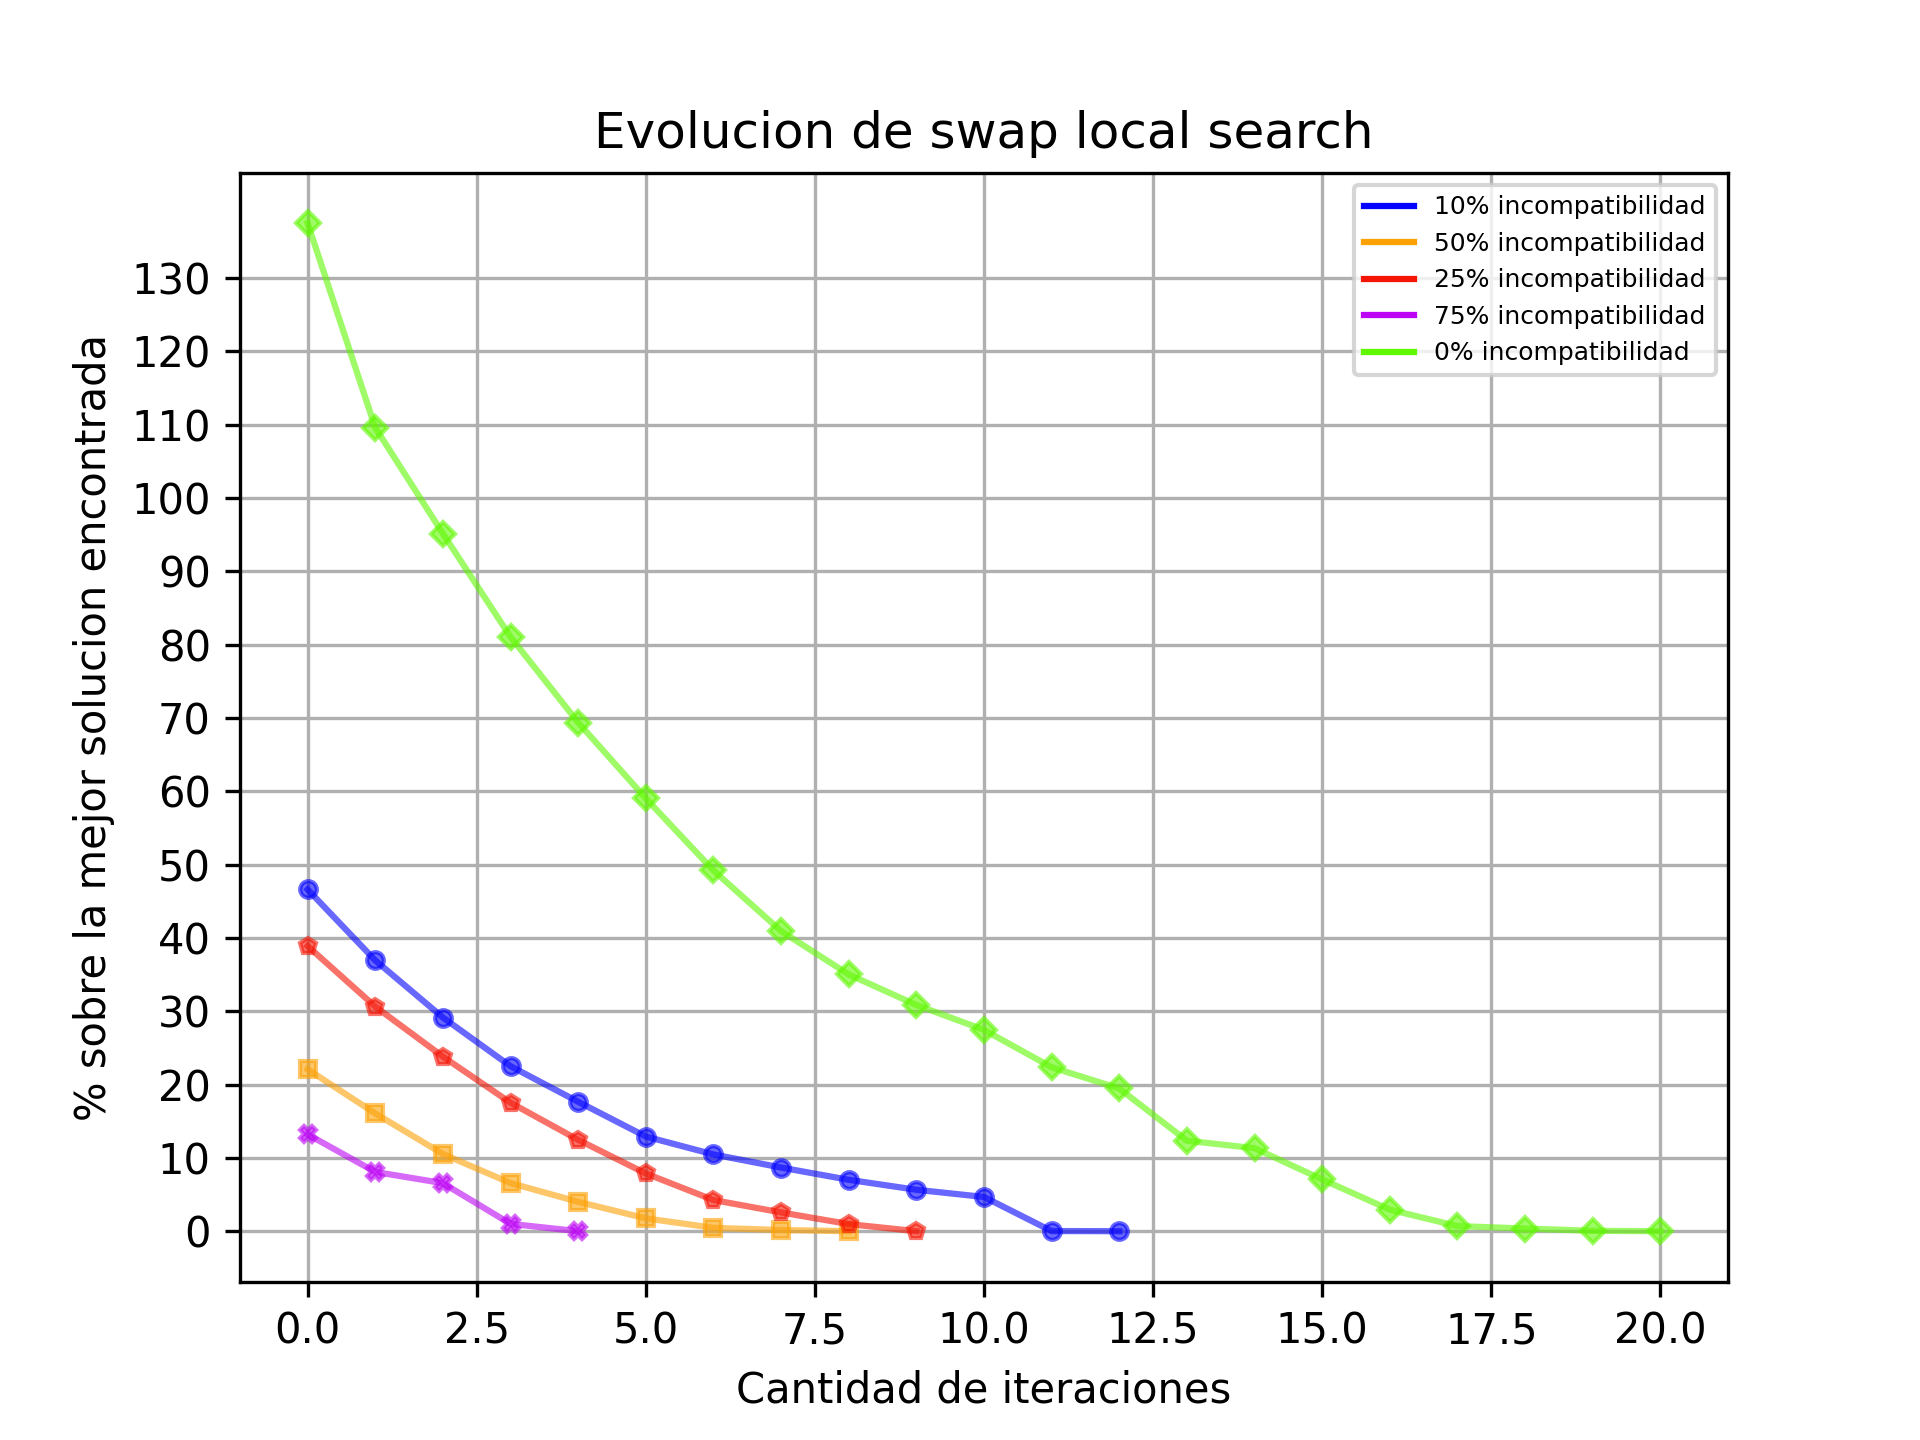 Evolucion de swap local search
10% incompatibilidad
50% incompatibilidad
25% incompatibilidad
75% incompatibilidad
0% incompatibilidad
% sobre la mejor solucion encontrada
130
120
110
100
90
80
70
60
50
40
30
20
10
0
0.0 2.5 5.0 7.5 10.0 12.5 15.0 17.5 20.0
Cantidad de iteraciones